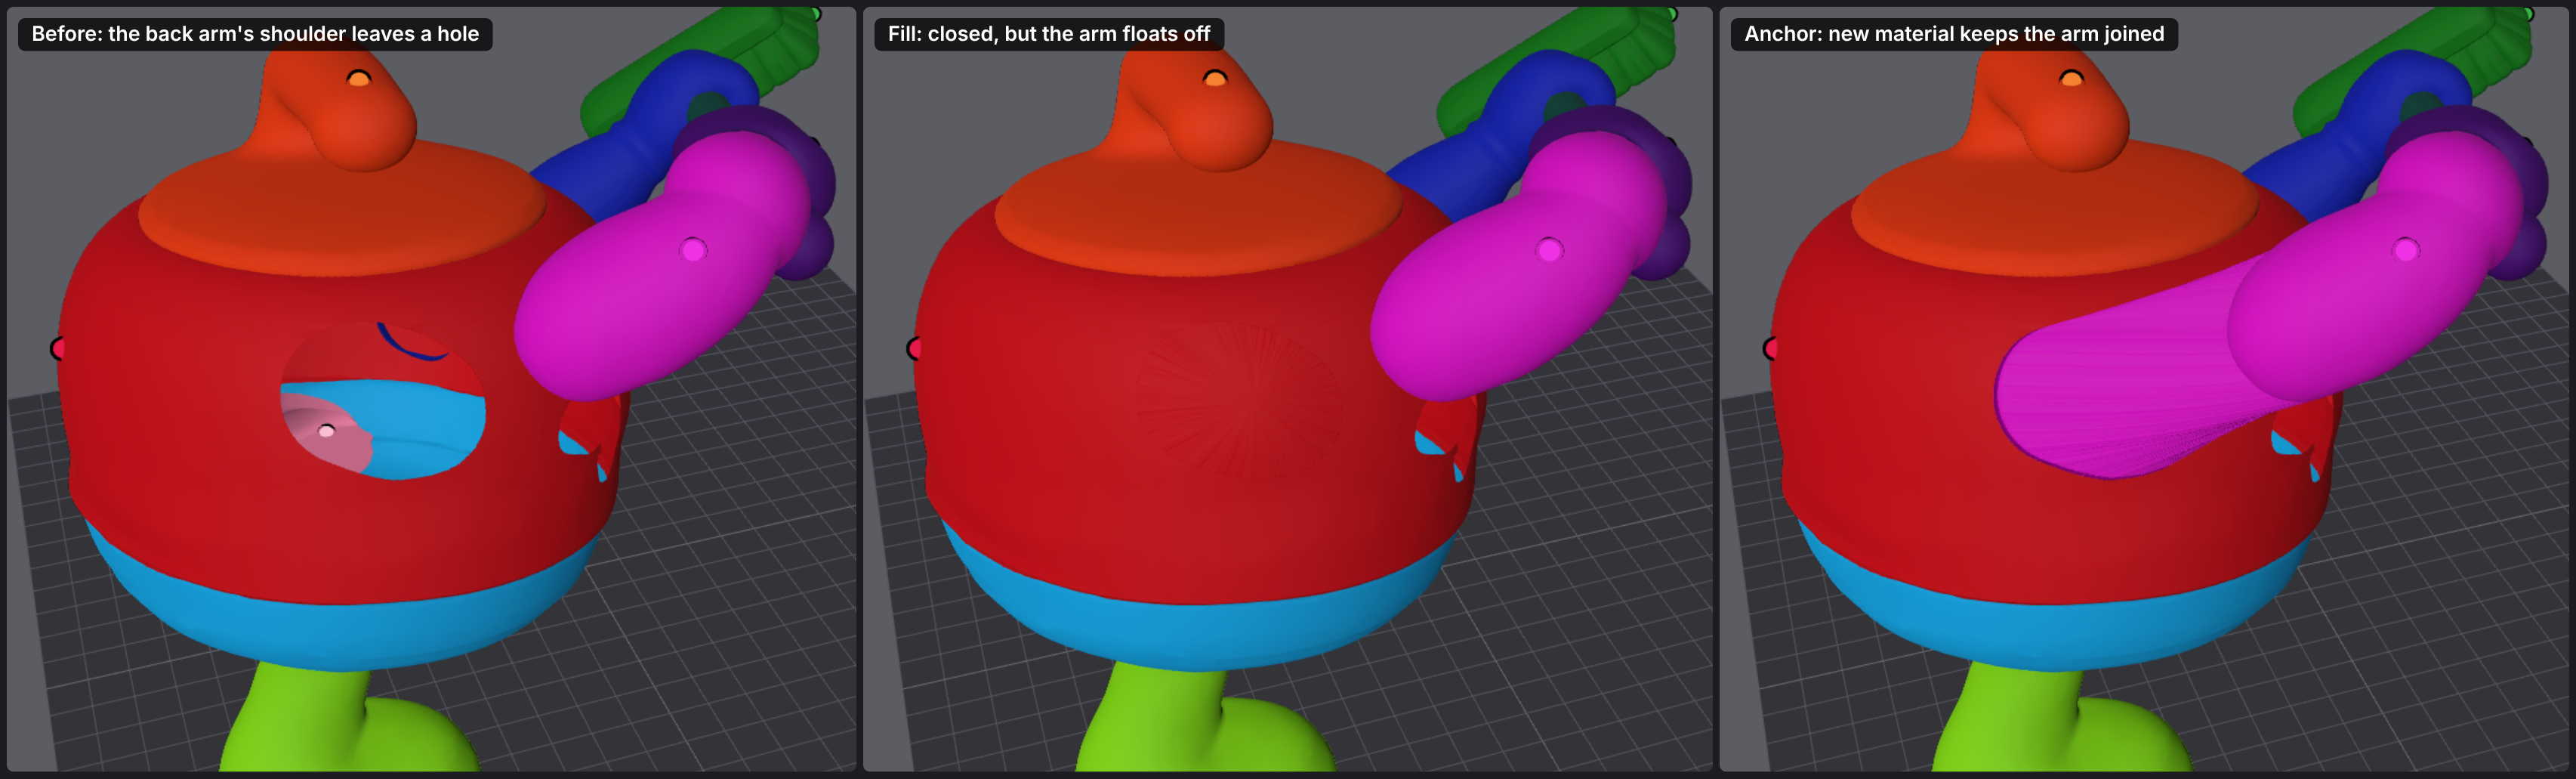 Before: the back arm's shoulder leaves a hole
Fill: closed, but the arm floats off
Anchor: new material keeps the arm joined